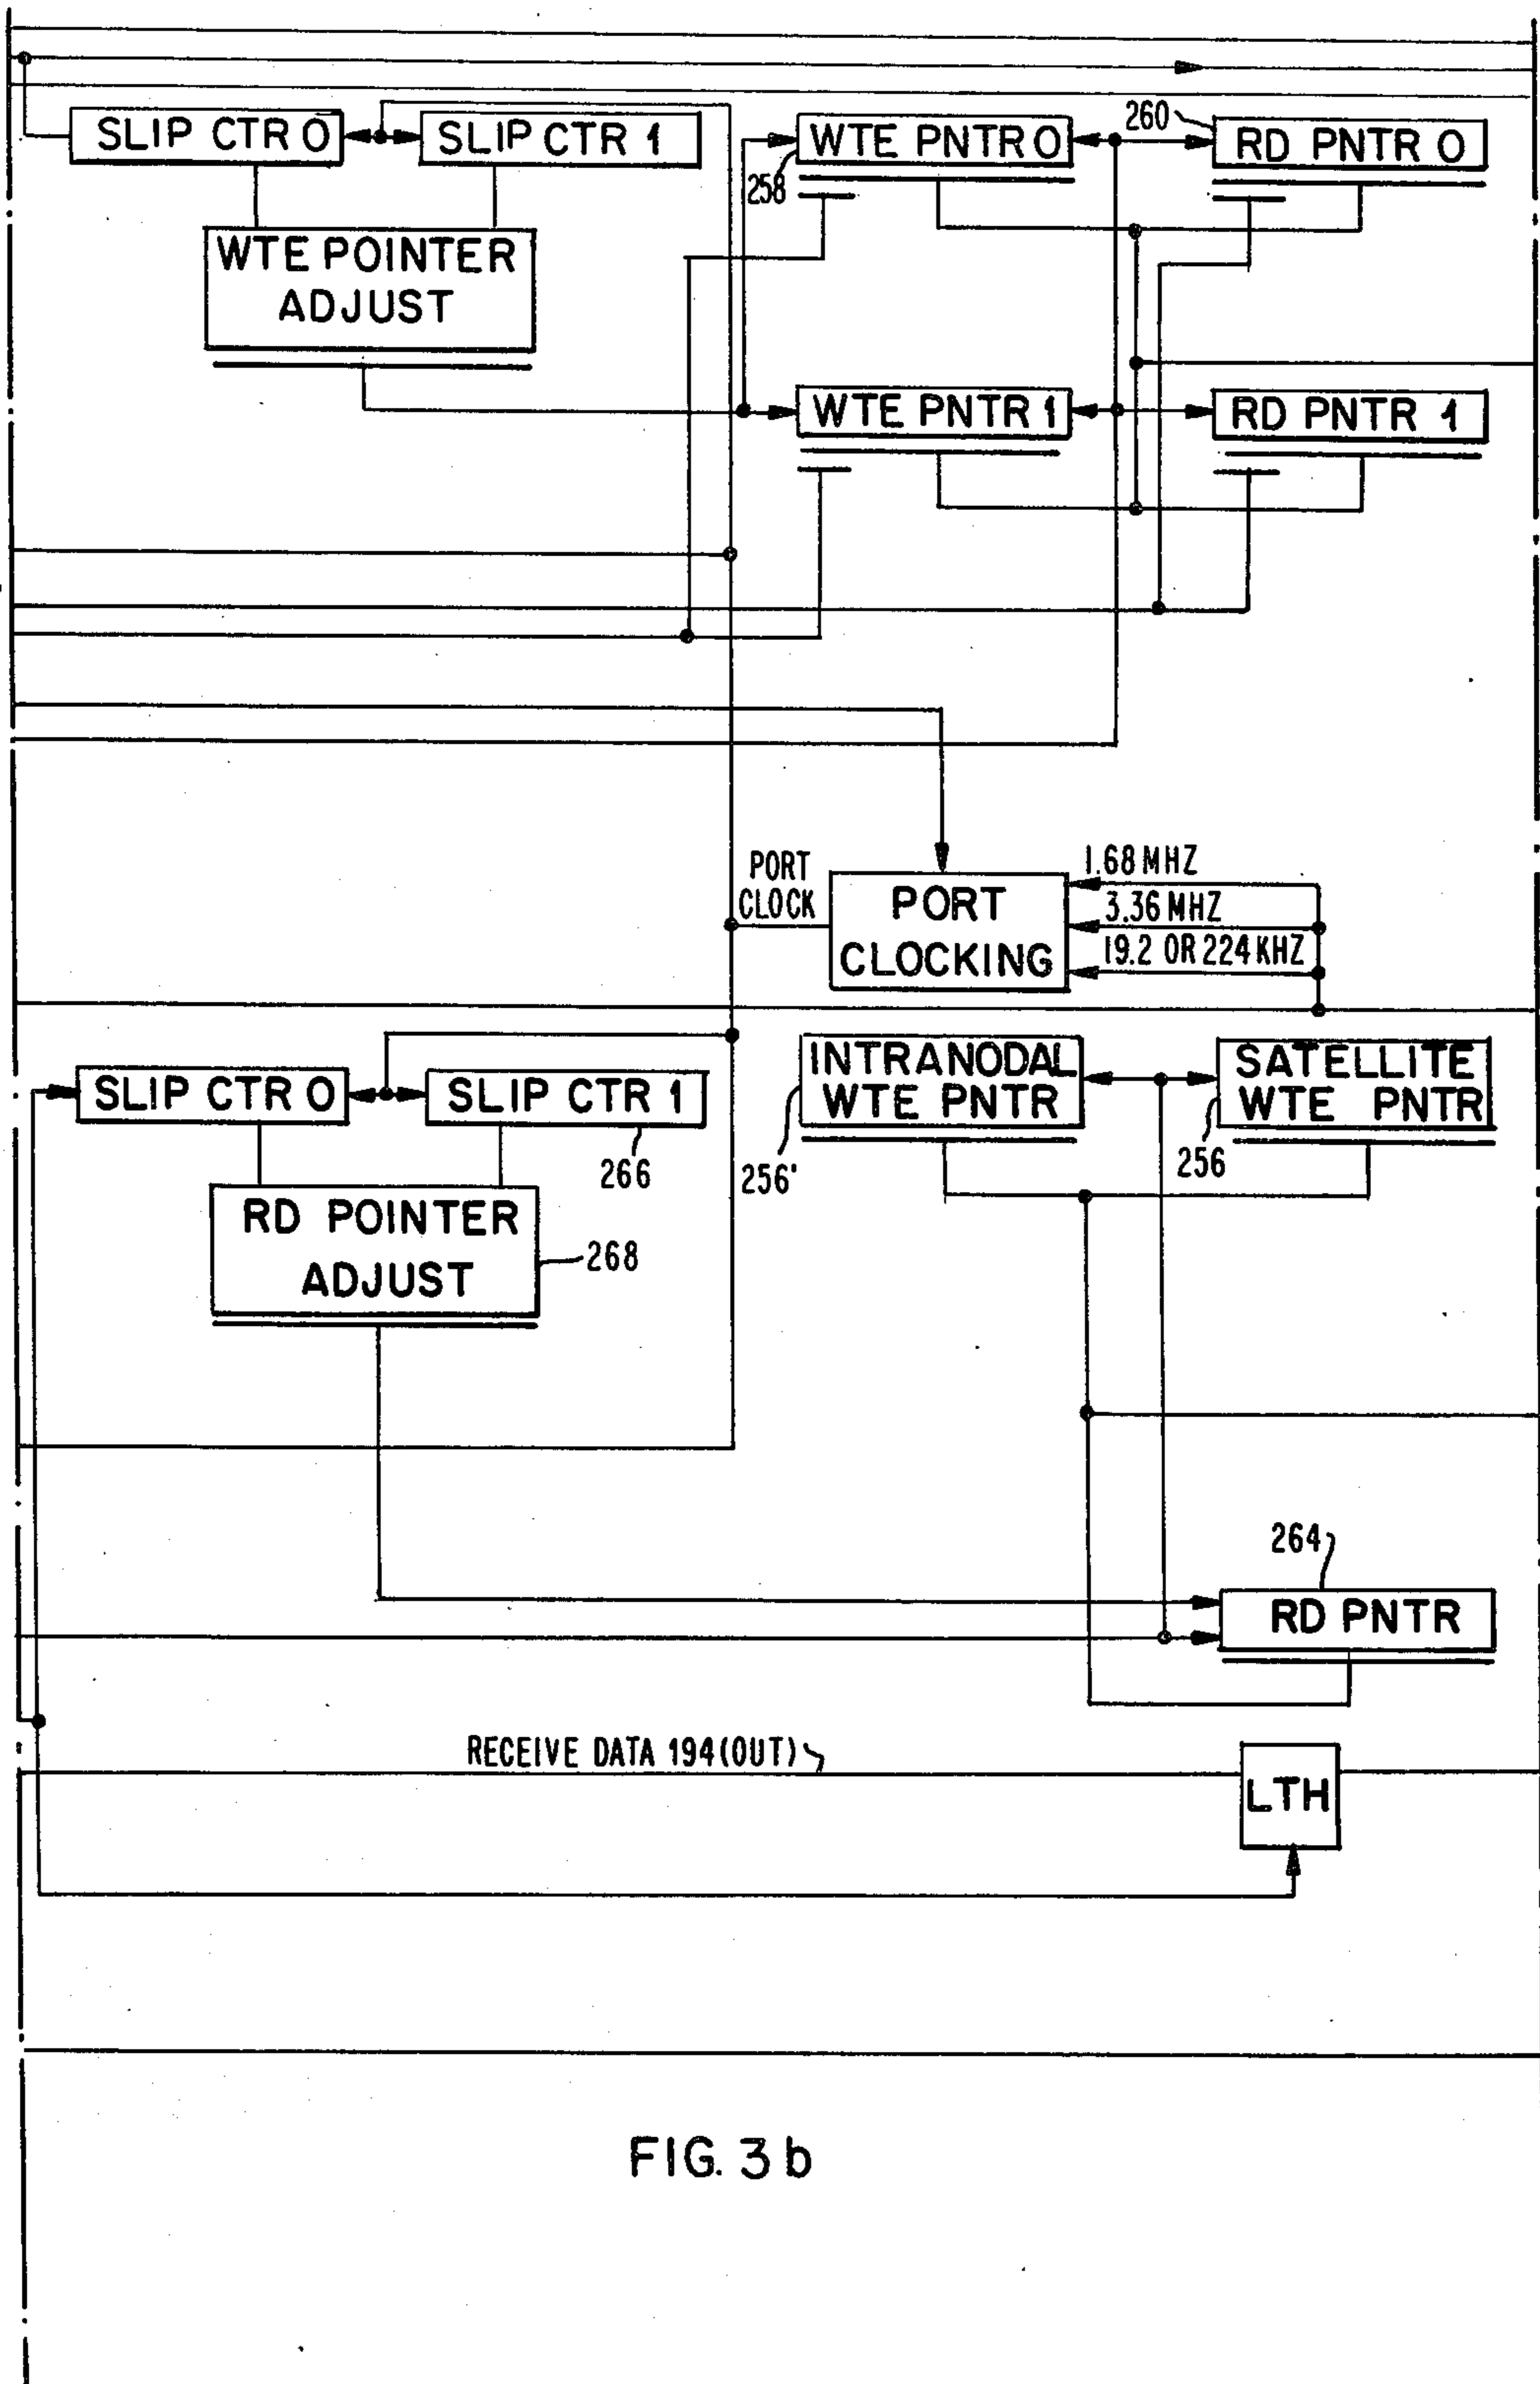 SLIP CTR 0
SLIP CTR 1
WTE PNTR 0
258
260
RD PNTR 0
WTE POINTER
ADJUST
WTE PNTR 1
RD PNTR 1
PORT
CLOCK
PORT
CLOCKING
1.68 MHZ
3.36 MHZ
19.2 OR 224 KHZ
SLIP CTR 0
SLIP CTR 1
266
INTRANODAL
WTE PNTR
256'
SATELLITE
WTE PNTR
256
RD POINTER
ADJUST
268
264
RD PNTR
RECEIVE DATA 194 (OUT)
LTH
FIG. 3b